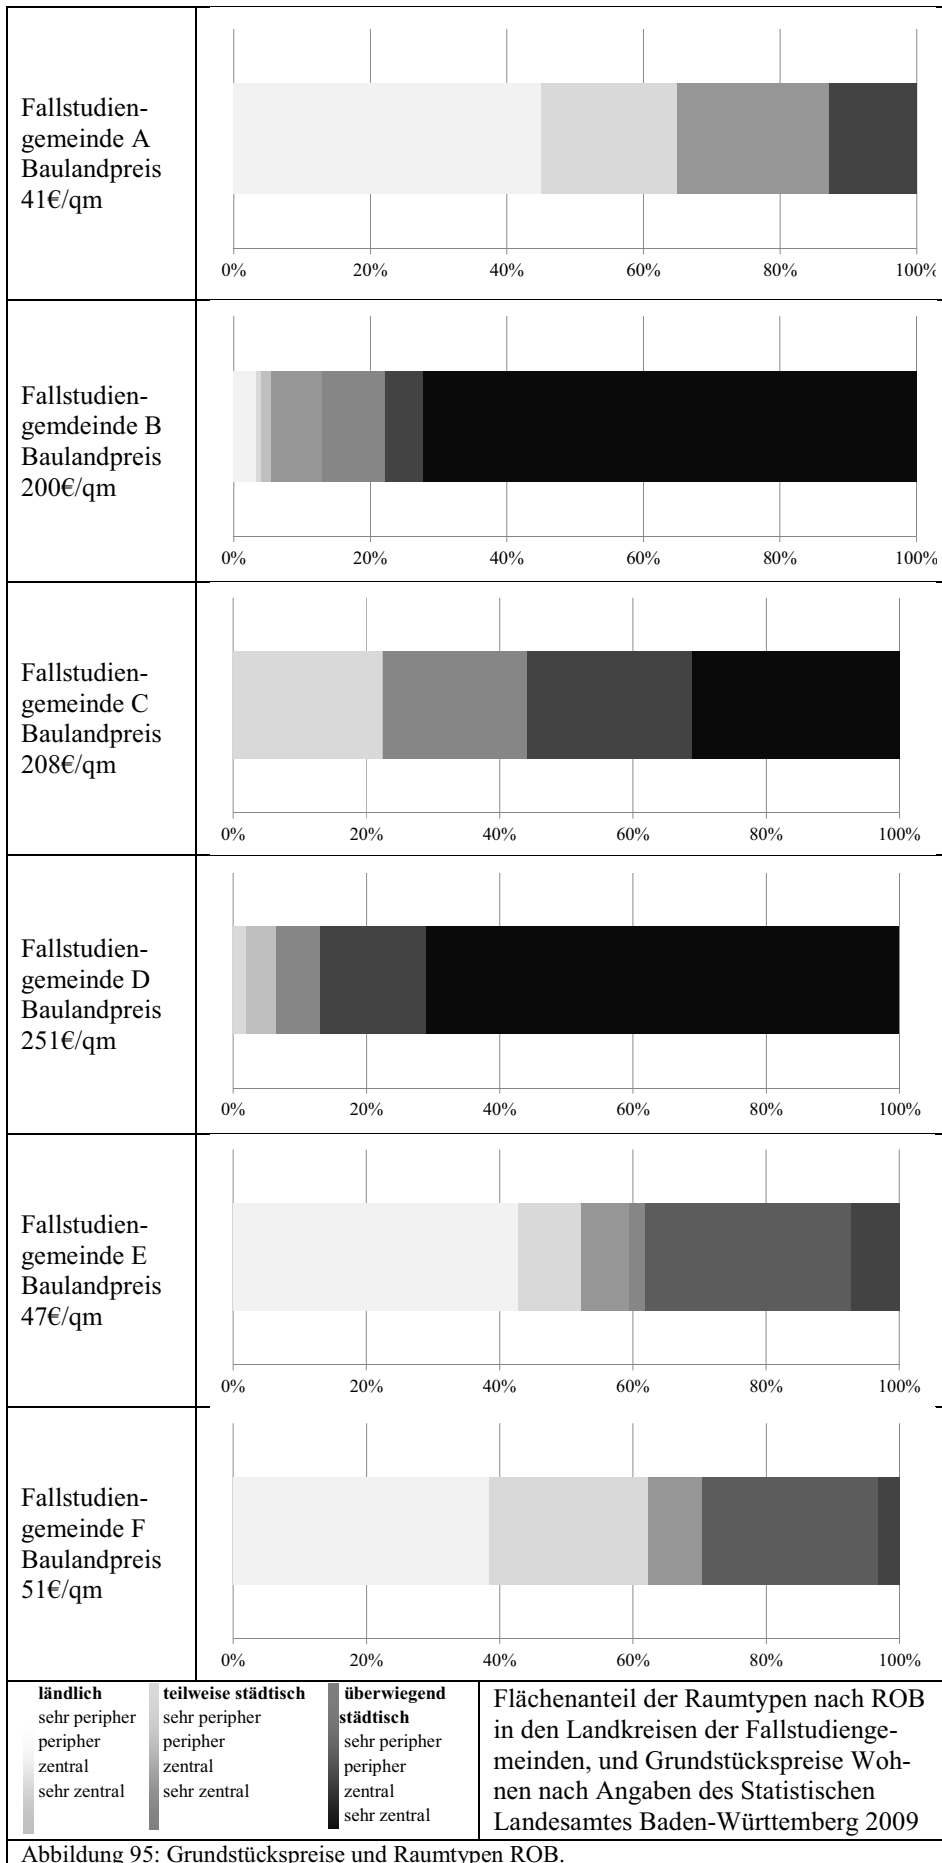 Fallstudien-
gemeinde A
Baulandpreis
41€/qm
0% 20% 40% 60% 80% 100%
Fallstudien-
gemdeinde B
Baulandpreis
200€/qm
0% 20% 40% 60% 80% 100%
Fallstudien-
gemeinde C
Baulandpreis
208€/qm
0% 20% 40% 60% 80% 100%
Fallstudien-
gemeinde D
Baulandpreis
251€/qm
0% 20% 40% 60% 80% 100%
Fallstudien-
gemeinde E
Baulandpreis
47€/qm
0% 20% 40% 60% 80% 100%
Fallstudien-
gemeinde F
Baulandpreis
51€/qm
0% 20% 40% 60% 80% 100%
ländlich
sehr peripher
peripher
zentral
sehr zentral
teilweise städtisch
sehr peripher
peripher
zentral
sehr zentral
überwiegend
städtisch
sehr peripher
peripher
zentral
sehr zentral
Flächenanteil der Raumtypen nach ROB
in den Landkreisen der Fallstudienge-
meinden, und Grundstückspreise Woh-
nen nach Angaben des Statistischen
Landesamtes Baden-Württemberg 2009
Abbildung 95: Grundstückspreise und Raumtypen ROB.